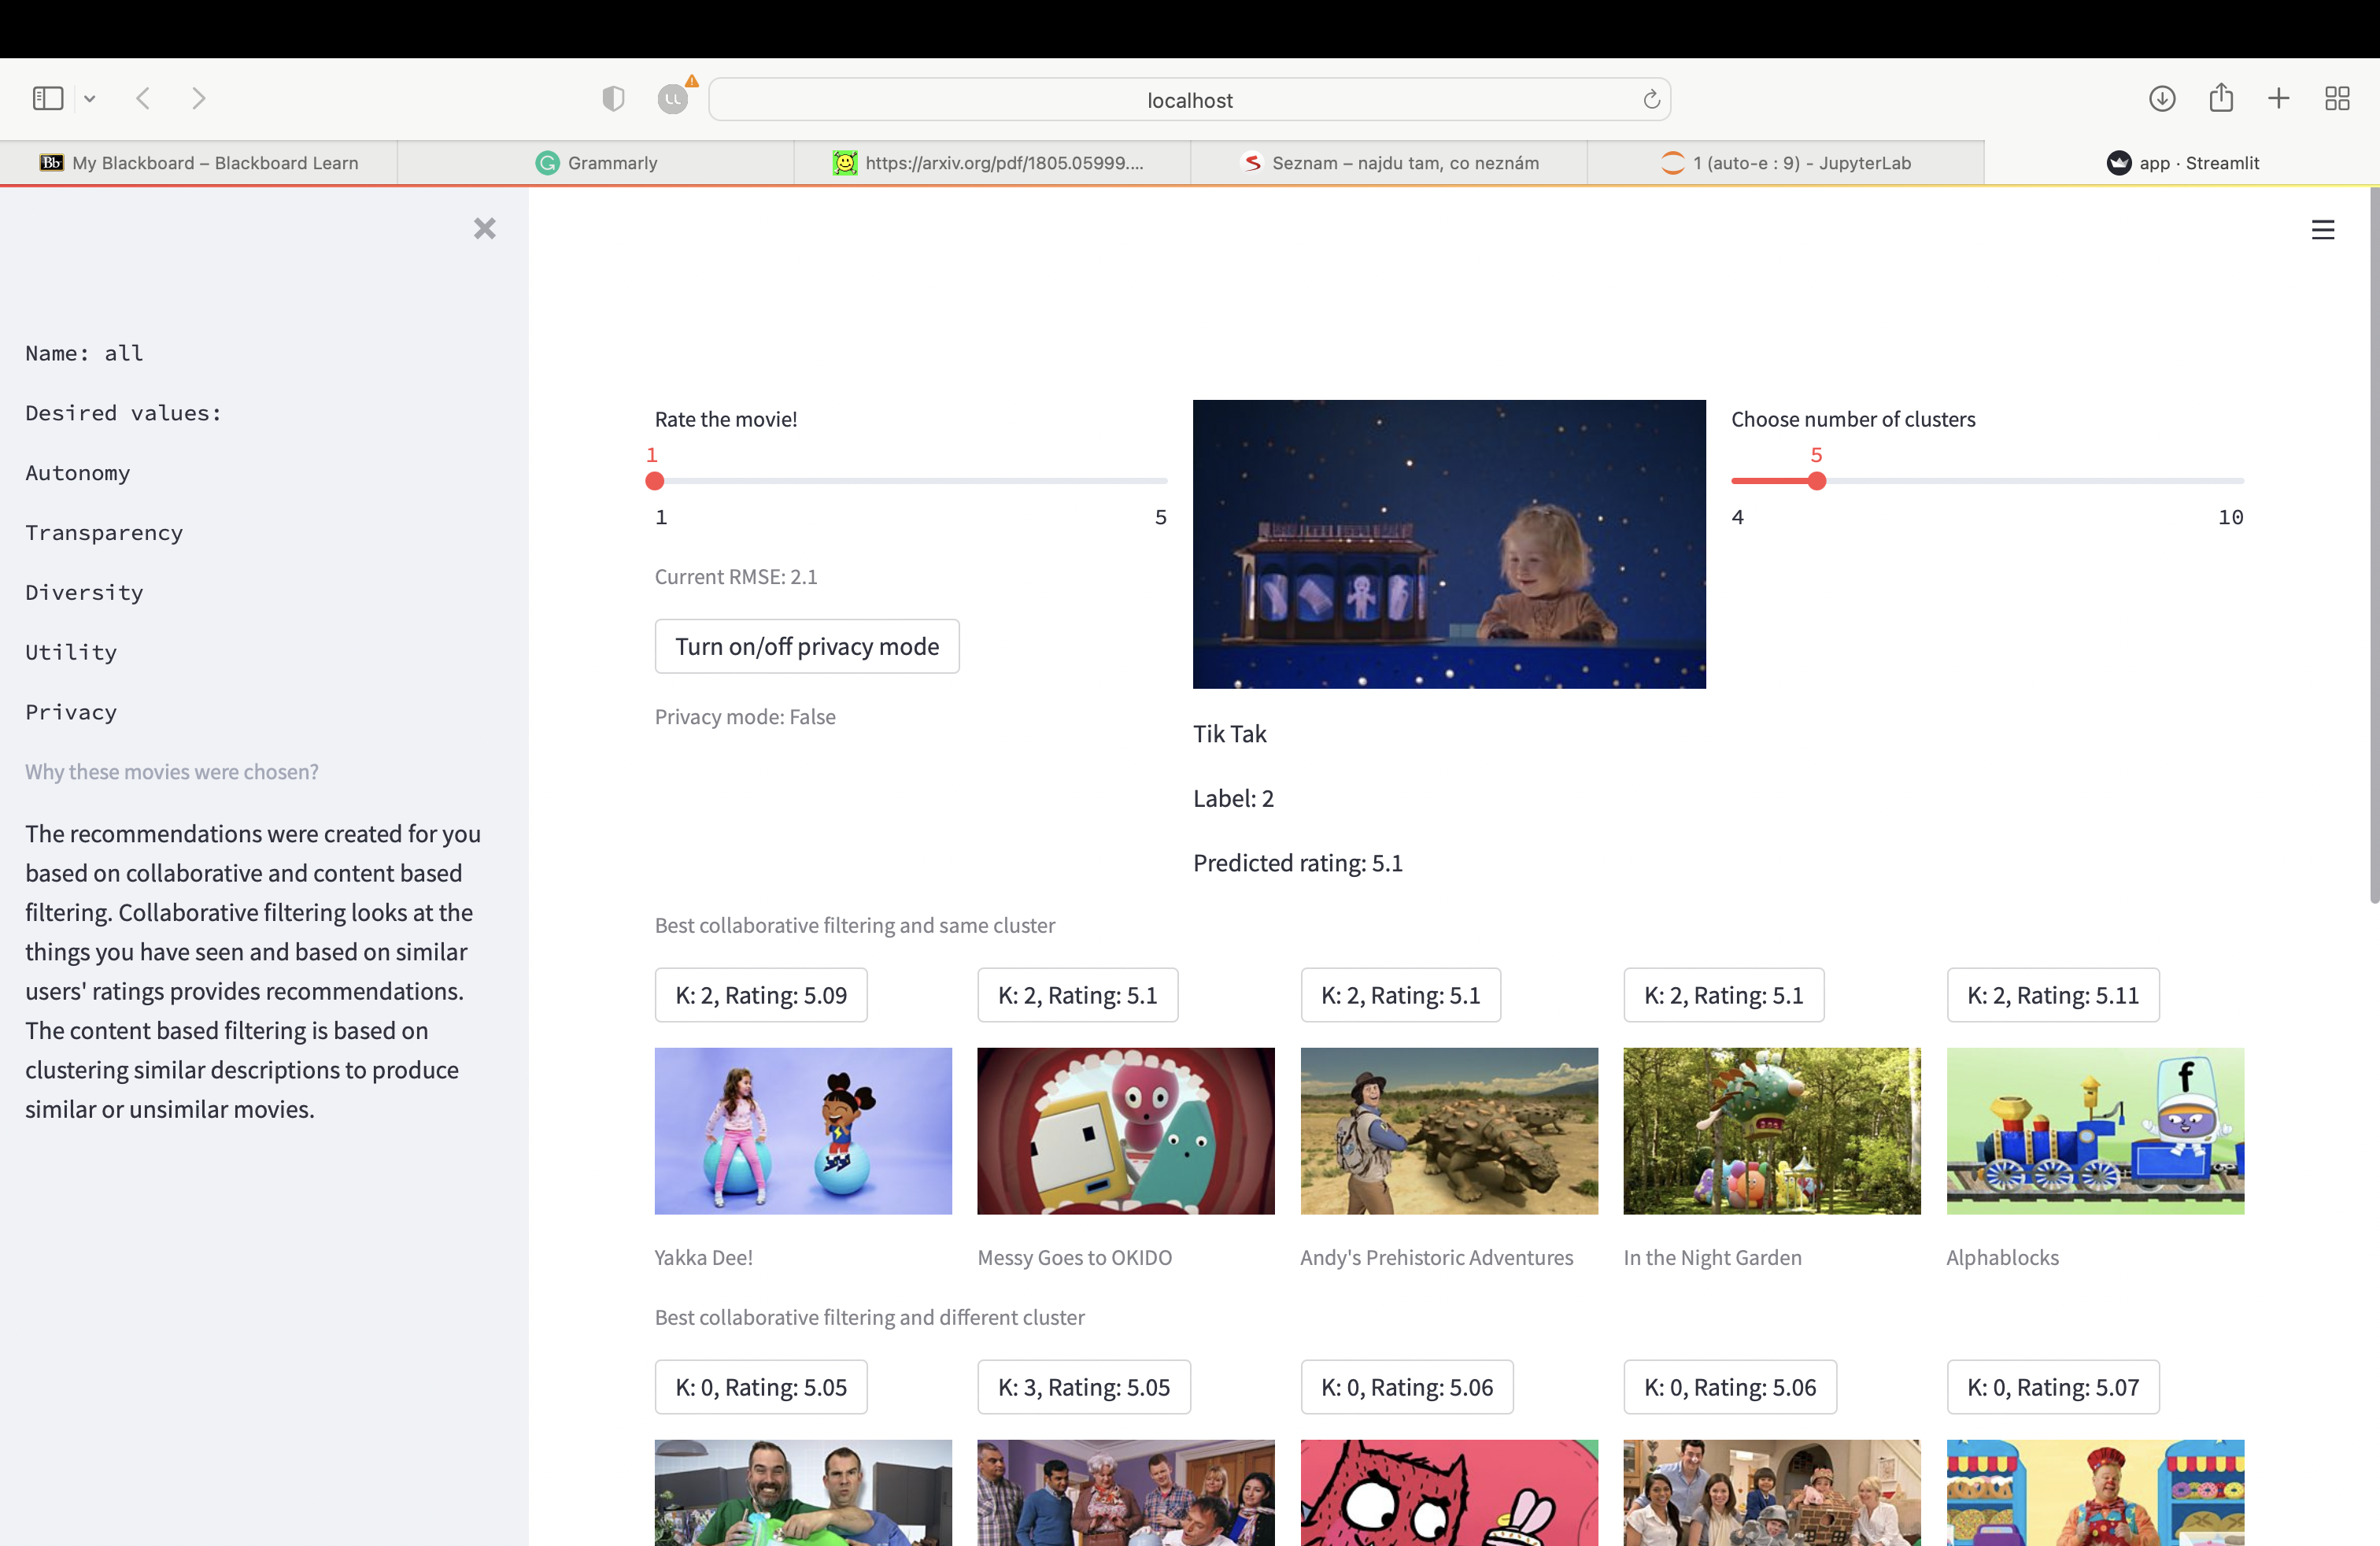 localhost
My Blackboard – Blackboard Learn
Grammarly
https://arxiv.org/pdf/1805.05999....
Seznam – najdu tam, co neznám
1 (auto-e : 9) - JupyterLab
app · Streamlit
Name: all
Desired values:
Autonomy
Transparency
Diversity
Utility
Privacy
Why these movies were chosen?
The recommendations were created for you
based on collaborative and content based
filtering. Collaborative filtering looks at the
things you have seen and based on similar
users' ratings provides recommendations.
The content based filtering is based on
clustering similar descriptions to produce
similar or unsimilar movies.
Rate the movie!
1
1 5
Current RMSE: 2.1
Turn on/off privacy mode
Privacy mode: False
Tik Tak
Label: 2
Predicted rating: 5.1
Choose number of clusters
5
4 10
Best collaborative filtering and same cluster
K: 2, Rating: 5.09
K: 2, Rating: 5.1
K: 2, Rating: 5.1
K: 2, Rating: 5.1
K: 2, Rating: 5.11
f
Yakka Dee!
Messy Goes to OKIDO
Andy's Prehistoric Adventures
In the Night Garden
Alphablocks
Best collaborative filtering and different cluster
K: 0, Rating: 5.05
K: 3, Rating: 5.05
K: 0, Rating: 5.06
K: 0, Rating: 5.06
K: 0, Rating: 5.07